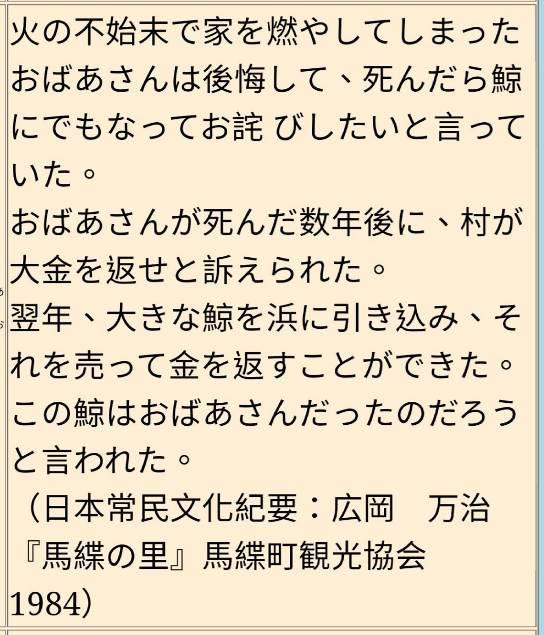 火の不始末で家を燃やしてしまった
おばあさんは後悔して、死んだら鯨
にでもなってお詫 びしたいと言って
いた。
おばあさんが死んだ数年後に、村が
大金を返せと訴えられた。
翌年、大きな鯨を浜に引き込み、そ
れを売って金を返すことができた。
この鯨はおばあさんだったのだろう
と言われた。
（日本常民文化紀要：広岡　万治
『馬緤の里』馬緤町観光協会
1984）